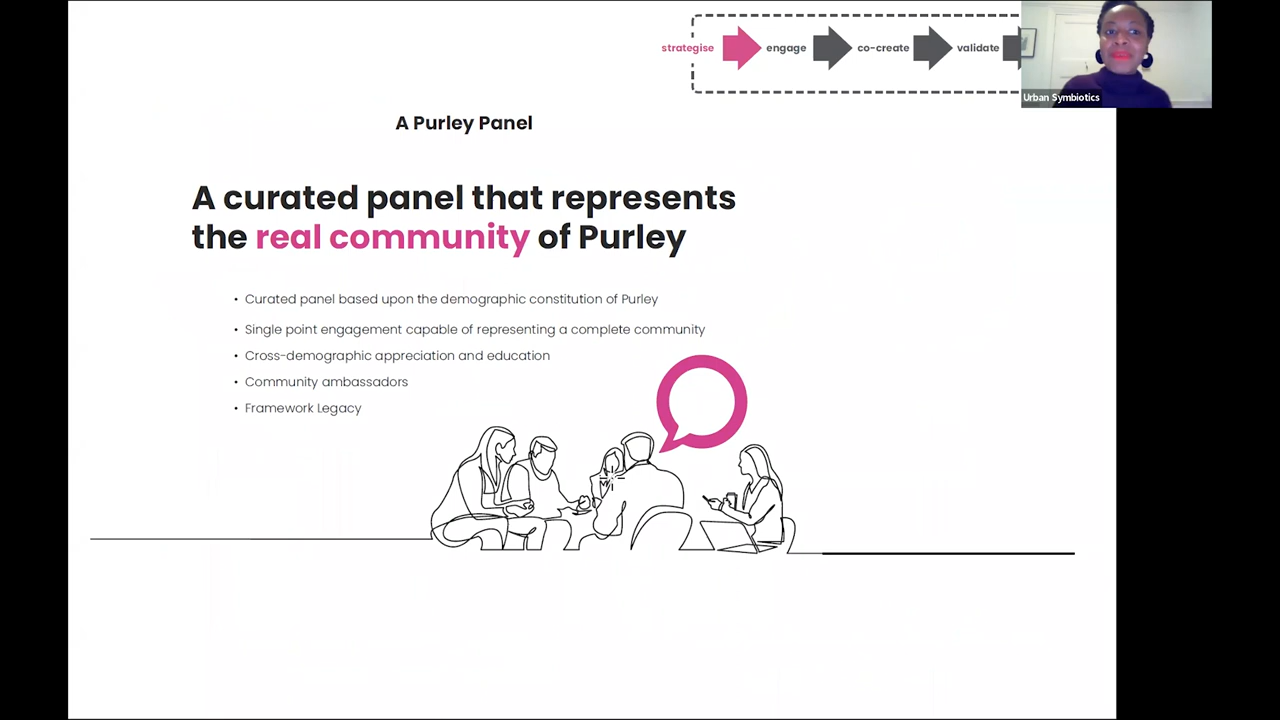 strategise engage co-create validate
Urban Symbiotics
A Purley Panel
A curated panel that represents
the real community of Purley
• Curated panel based upon the demographic constitution of Purley
• Single point engagement capable of representing a complete community
• Cross-demographic appreciation and education
• Community ambassadors
• Framework Legacy